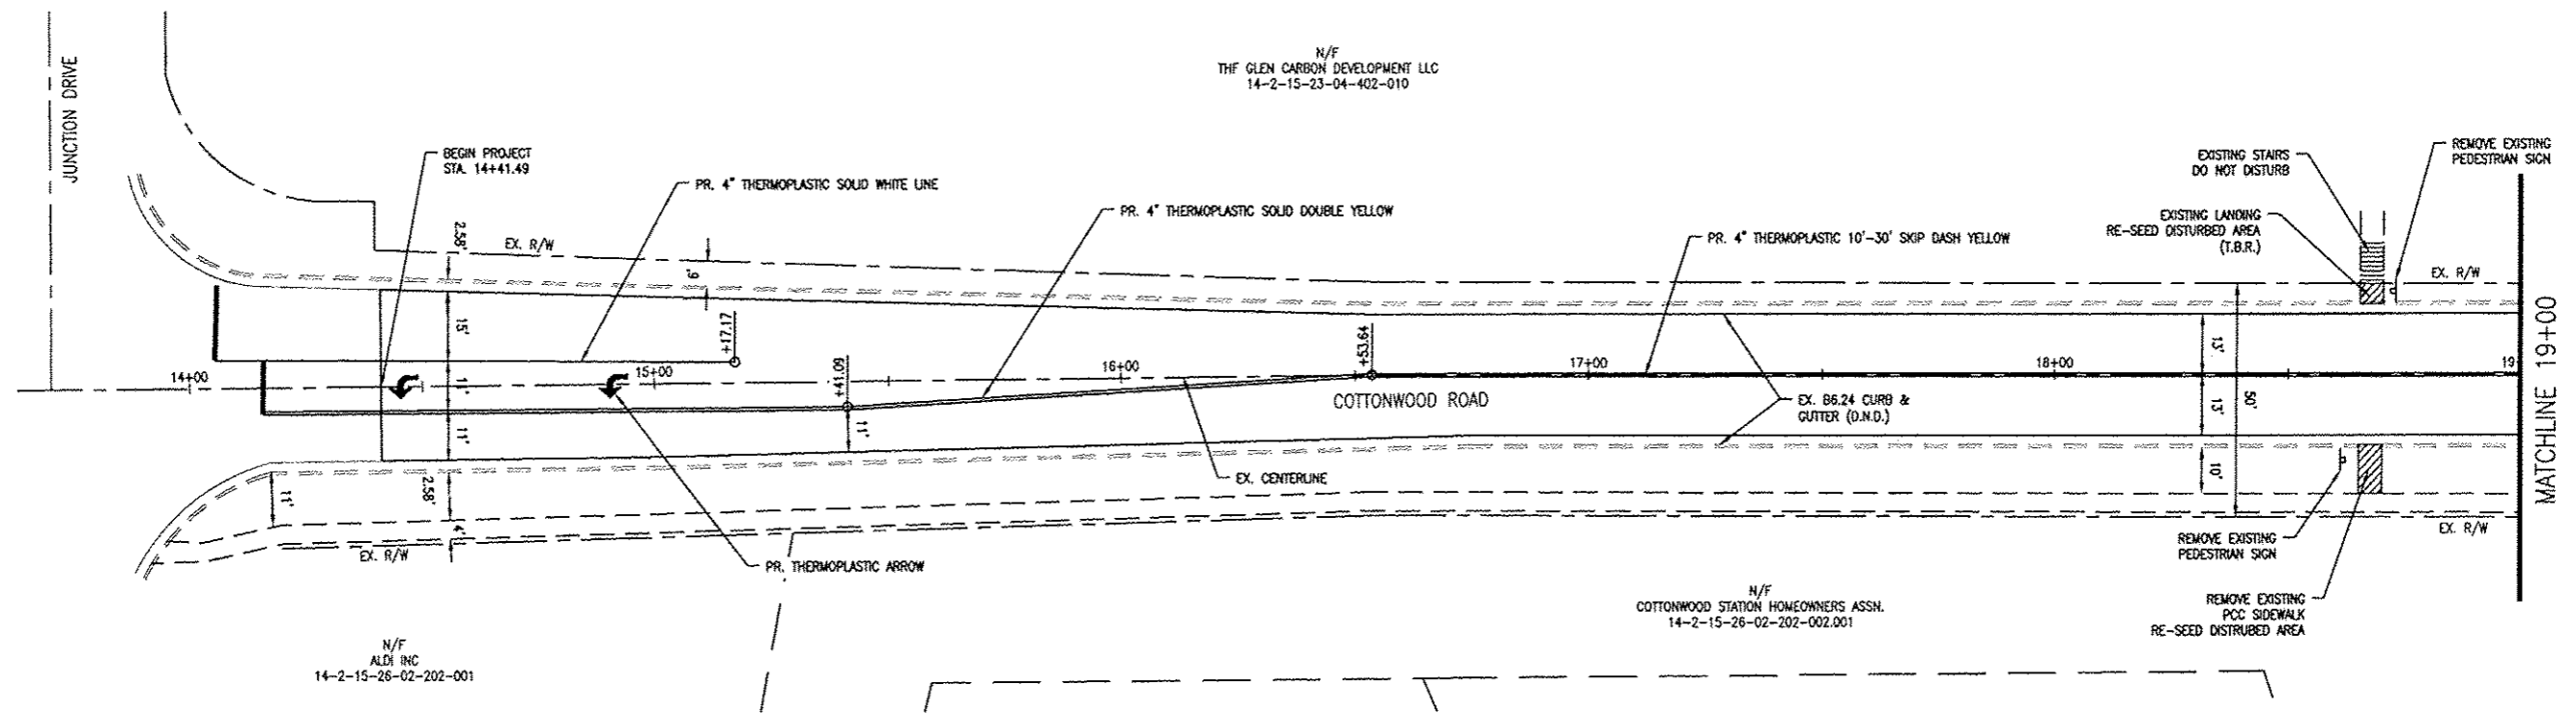 JUNCTION DRIVE
N/F
THF GLEN CARBON DEVELOPMENT LLC
14-2-15-23-04-402-010
BEGIN PROJECT
STA. 14+41.49
PR. 4" THERMOPLASTIC SOLID WHITE LINE
PR. 4" THERMOPLASTIC SOLID DOUBLE YELLOW
PR. 4" THERMOPLASTIC 10'-30' SKIP DASH YELLOW
EXISTING STAIRS
DO NOT DISTURB
REMOVE EXISTING
PEDESTRIAN SIGN
EXISTING LANDING
RE-SEED DISTURBED AREA
(T.B.R.)
2.58'
EX. R/W
EX. R/W
15'
+17.17
+41.09
+53.64
13'
14+00
15+00
16+00
17+00
18+00
19
11'
11'
11'
COTTONWOOD ROAD
EX. B6.24 CURB &
GUTTER (D.N.D.)
13'
50'
MATCHLINE 19+00
11'
2.58'
4'
EX. CENTERLINE
10'
EX. R/W
EX. R/W
PR. THERMOPLASTIC ARROW
REMOVE EXISTING
PEDESTRIAN SIGN
N/F
COTTONWOOD STATION HOMEOWNERS ASSN.
14-2-15-26-02-202-002.001
REMOVE EXISTING
PCC SIDEWALK
RE-SEED DISTRUBED AREA
N/F
ALDI INC
14-2-15-26-02-202-001